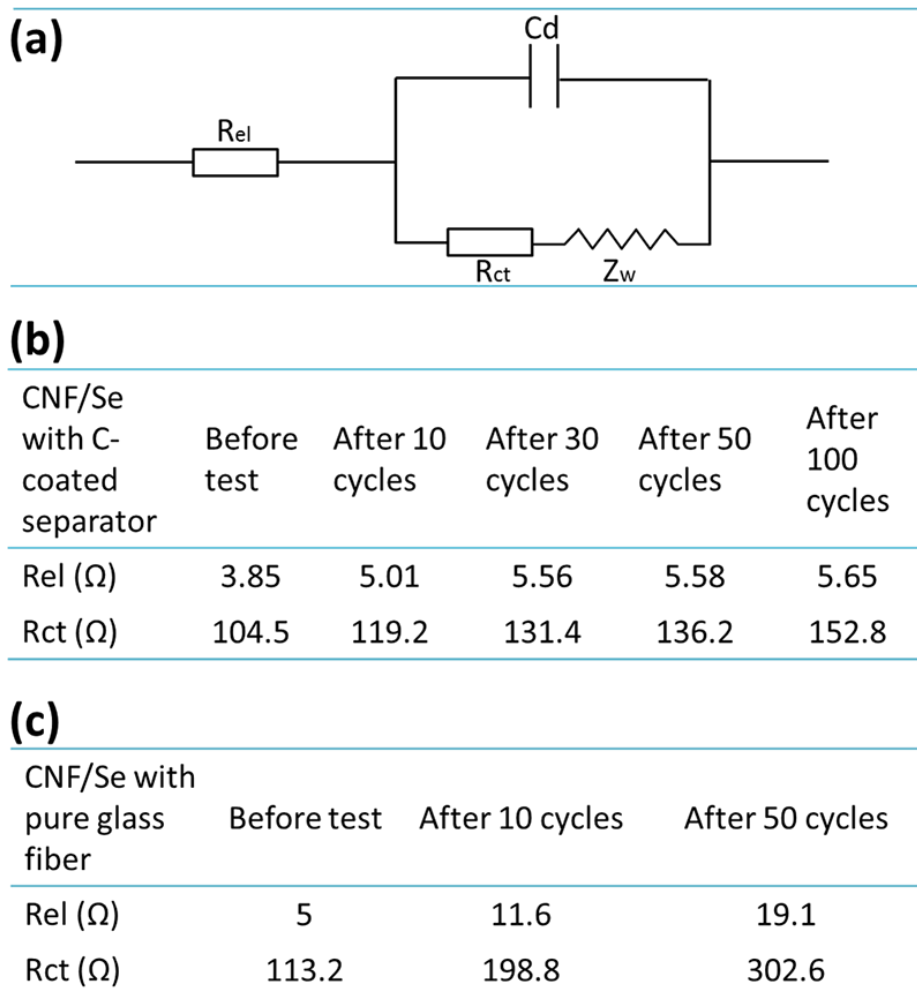 (a)
Cd
Rel
Rct
Zw
(b)
CNF/Se
with C-
coated
separator
Before
test
After 10
cycles
After 30
cycles
After 50
cycles
After
100
cycles
Rel (Ω) 3.85 5.01 5.56 5.58 5.65
Rct (Ω) 104.5 119.2 131.4 136.2 152.8
(c)
CNF/Se with
pure glass
fiber
Before test After 10 cycles After 50 cycles
Rel (Ω) 5 11.6 19.1
Rct (Ω) 113.2 198.8 302.6